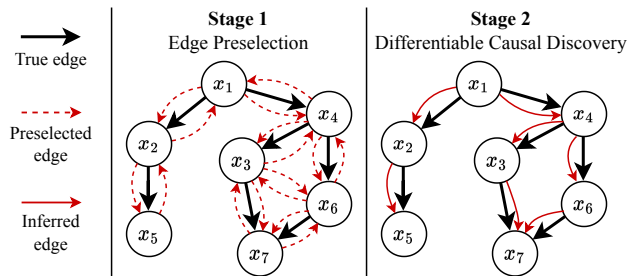 True edge
Preselected
edge
Inferred
edge
Stage 1
Edge Preselection
x₁
x₂
x₄
x₃
x₅
x₆
x₇
Stage 2
Differentiable Causal Discovery
x₁
x₂
x₄
x₃
x₅
x₆
x₇